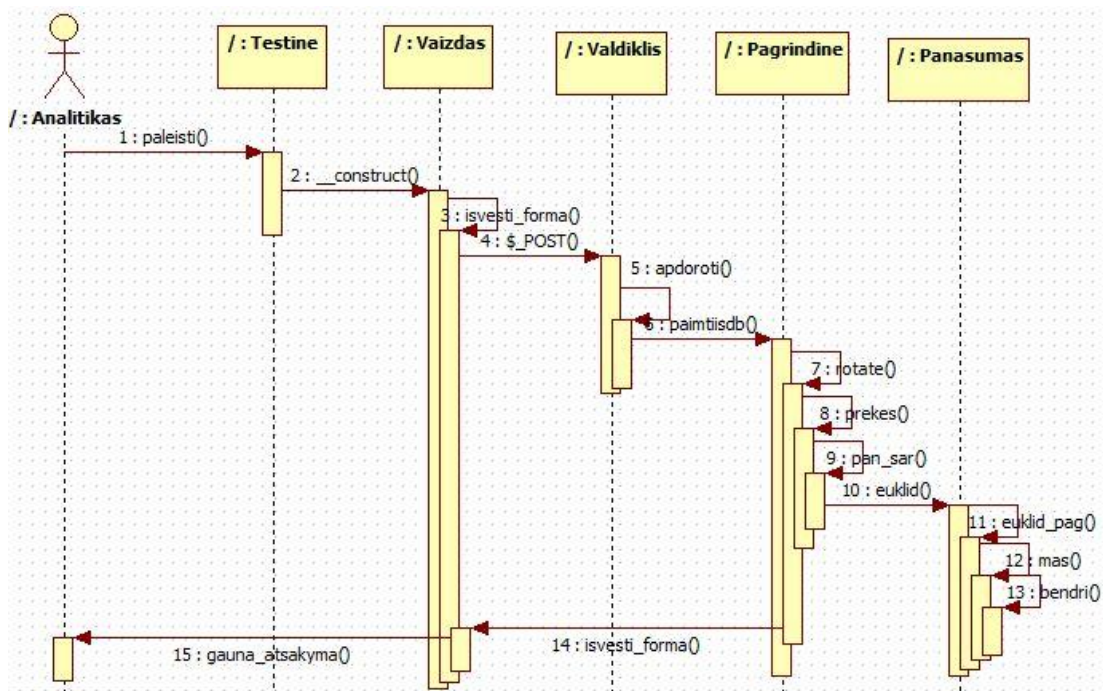 / : Testine
/ : Vaizdas
/ : Valdiklis
/ : Pagrindine
/ : Panasumas
/ : Analitikas
1 : paleisti()
2 : __construct()
3 : isvesti_forma()
4 : $_POST()
5 : apdoroti()
6 : paimtiisdb()
7 : rotate()
8 : prekes()
9 : pan_sar()
10 : euklid()
11 : euklid_pag()
12 : mas()
13 : bendri()
14 : isvesti_forma()
15 : gauna_atsakyma()